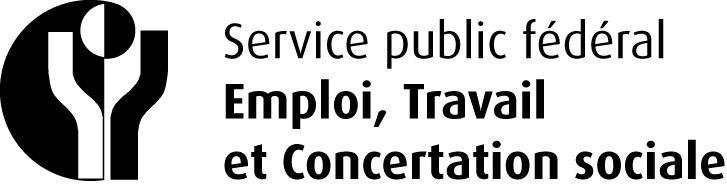 Service public fédéral
Emploi, Travail
et Concertation sociale